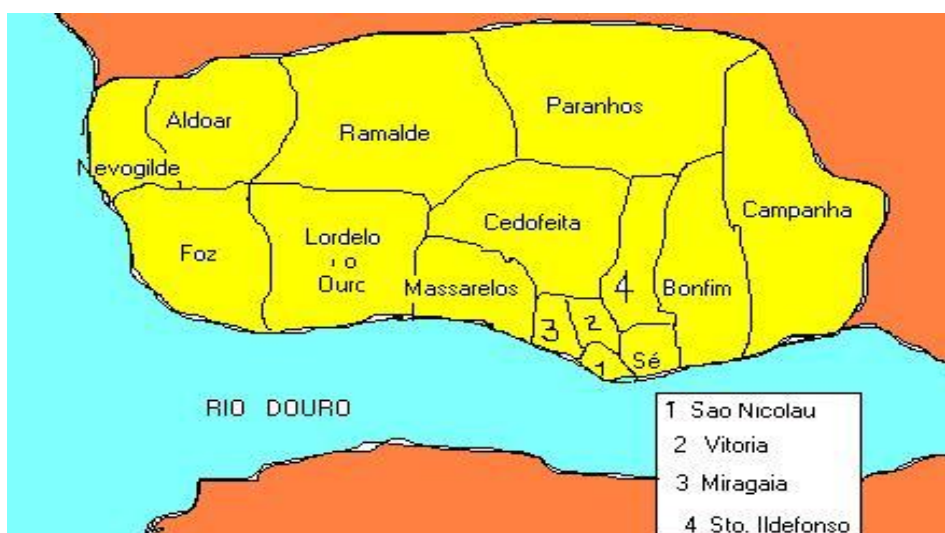 Paranhos
Aldoar
Ramalde
Nevogilde
Campanha
Cedofeita
Foz
Lordelo
Massarelos
4
Bonfim
3
2
1
Sé
RIO DOURO
1 Sao Nicolau
2 Vitoria
3 Miragaia
4 Sto. Ildefonso